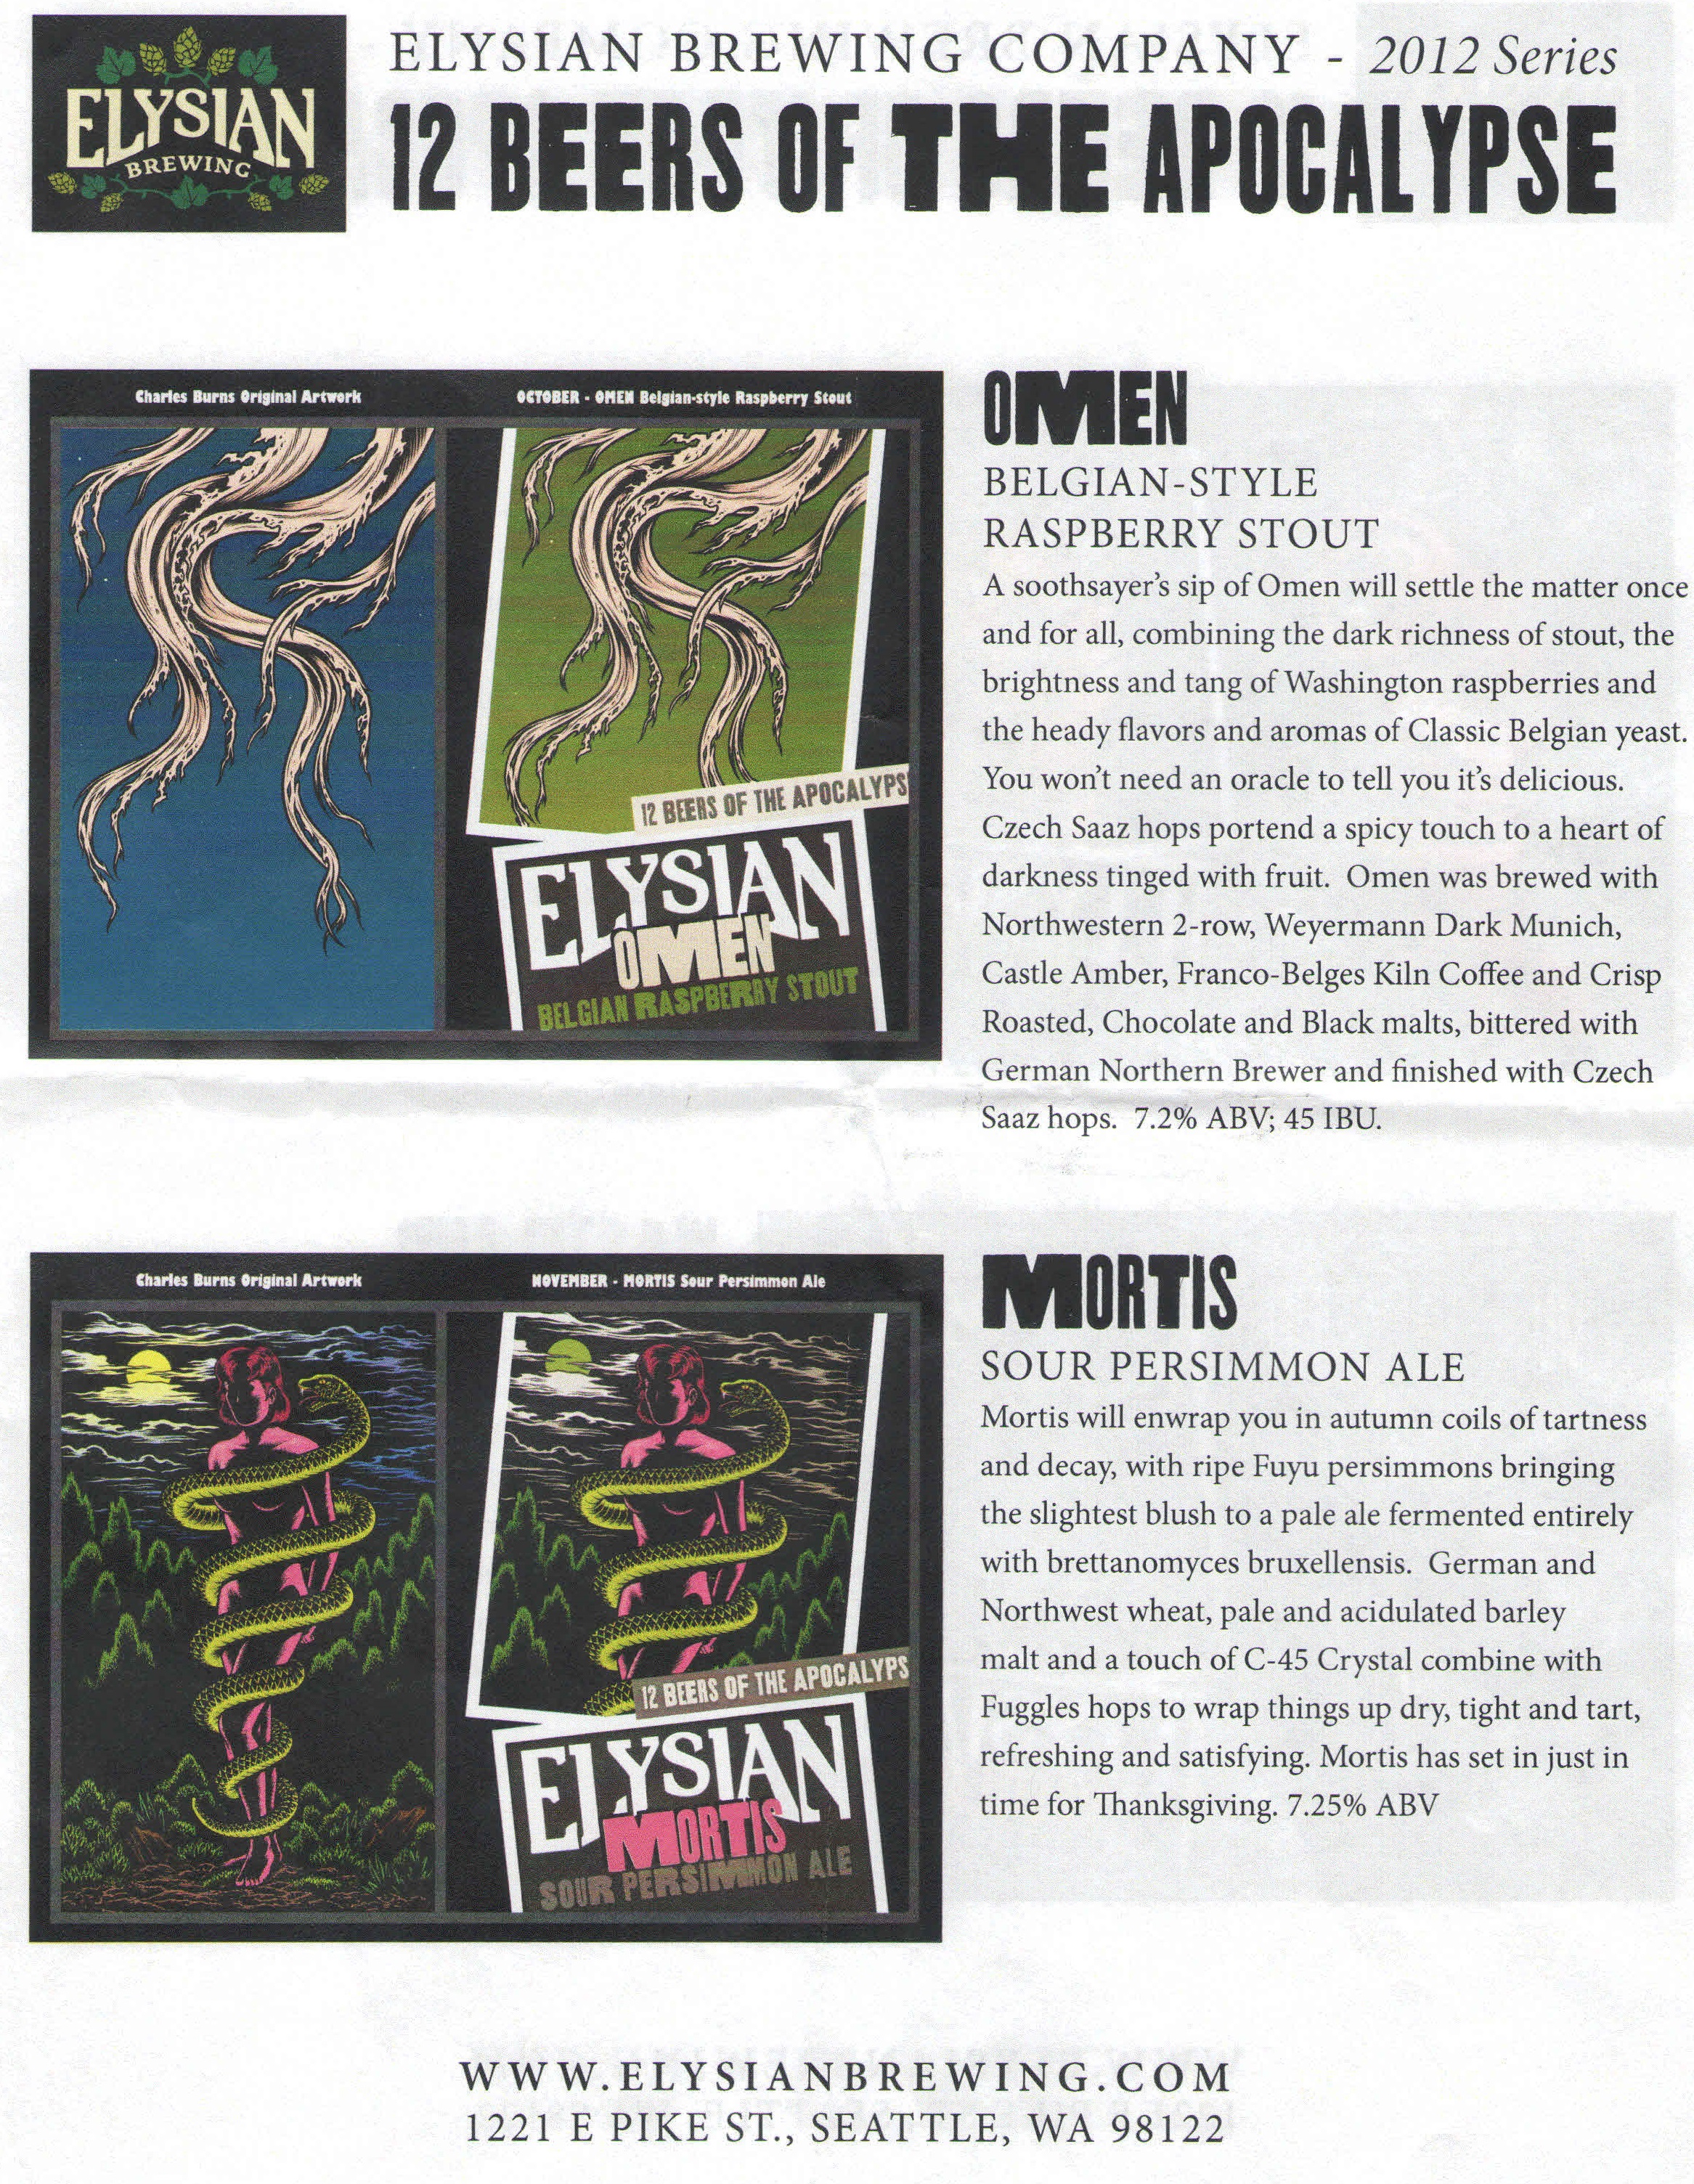 ELYSIAN
BREWING
ELYSIAN BREWING COMPANY - 2012 Series
12 BEERS OF THE APOCALYPSE
Charles Burns Original Artwork
OCTOBER - OMEN Belgian-style Raspberry Stout
12 BEERS OF THE APOCALYPS
ELYSIAN
OMEN
BELGIAN RASPBERRY STOUT
OMEN
BELGIAN-STYLE
RASPBERRY STOUT
A soothsayer's sip of Omen will settle the matter once
and for all, combining the dark richness of stout, the
brightness and tang of Washington raspberries and
the heady flavors and aromas of Classic Belgian yeast.
You won't need an oracle to tell you it's delicious.
Czech Saaz hops portend a spicy touch to a heart of
darkness tinged with fruit.  Omen was brewed with
Northwestern 2-row, Weyermann Dark Munich,
Castle Amber, Franco-Belges Kiln Coffee and Crisp
Roasted, Chocolate and Black malts, bittered with
German Northern Brewer and finished with Czech
Saaz hops.  7.2% ABV; 45 IBU.
Charles Burns Original Artwork
NOVEMBER - MORTIS Sour Persimmon Ale
12 BEERS OF THE APOCALYPS
ELYSIAN
MORTIS
SOUR PERSIMMON ALE
MORTIS
SOUR PERSIMMON ALE
Mortis will enwrap you in autumn coils of tartness
and decay, with ripe Fuyu persimmons bringing
the slightest blush to a pale ale fermented entirely
with brettanomyces bruxellensis.  German and
Northwest wheat, pale and acidulated barley
malt and a touch of C-45 Crystal combine with
Fuggles hops to wrap things up dry, tight and tart,
refreshing and satisfying. Mortis has set in just in
time for Thanksgiving. 7.25% ABV
WWW.ELYSIANBREWING.COM
1221 E PIKE ST., SEATTLE, WA 98122